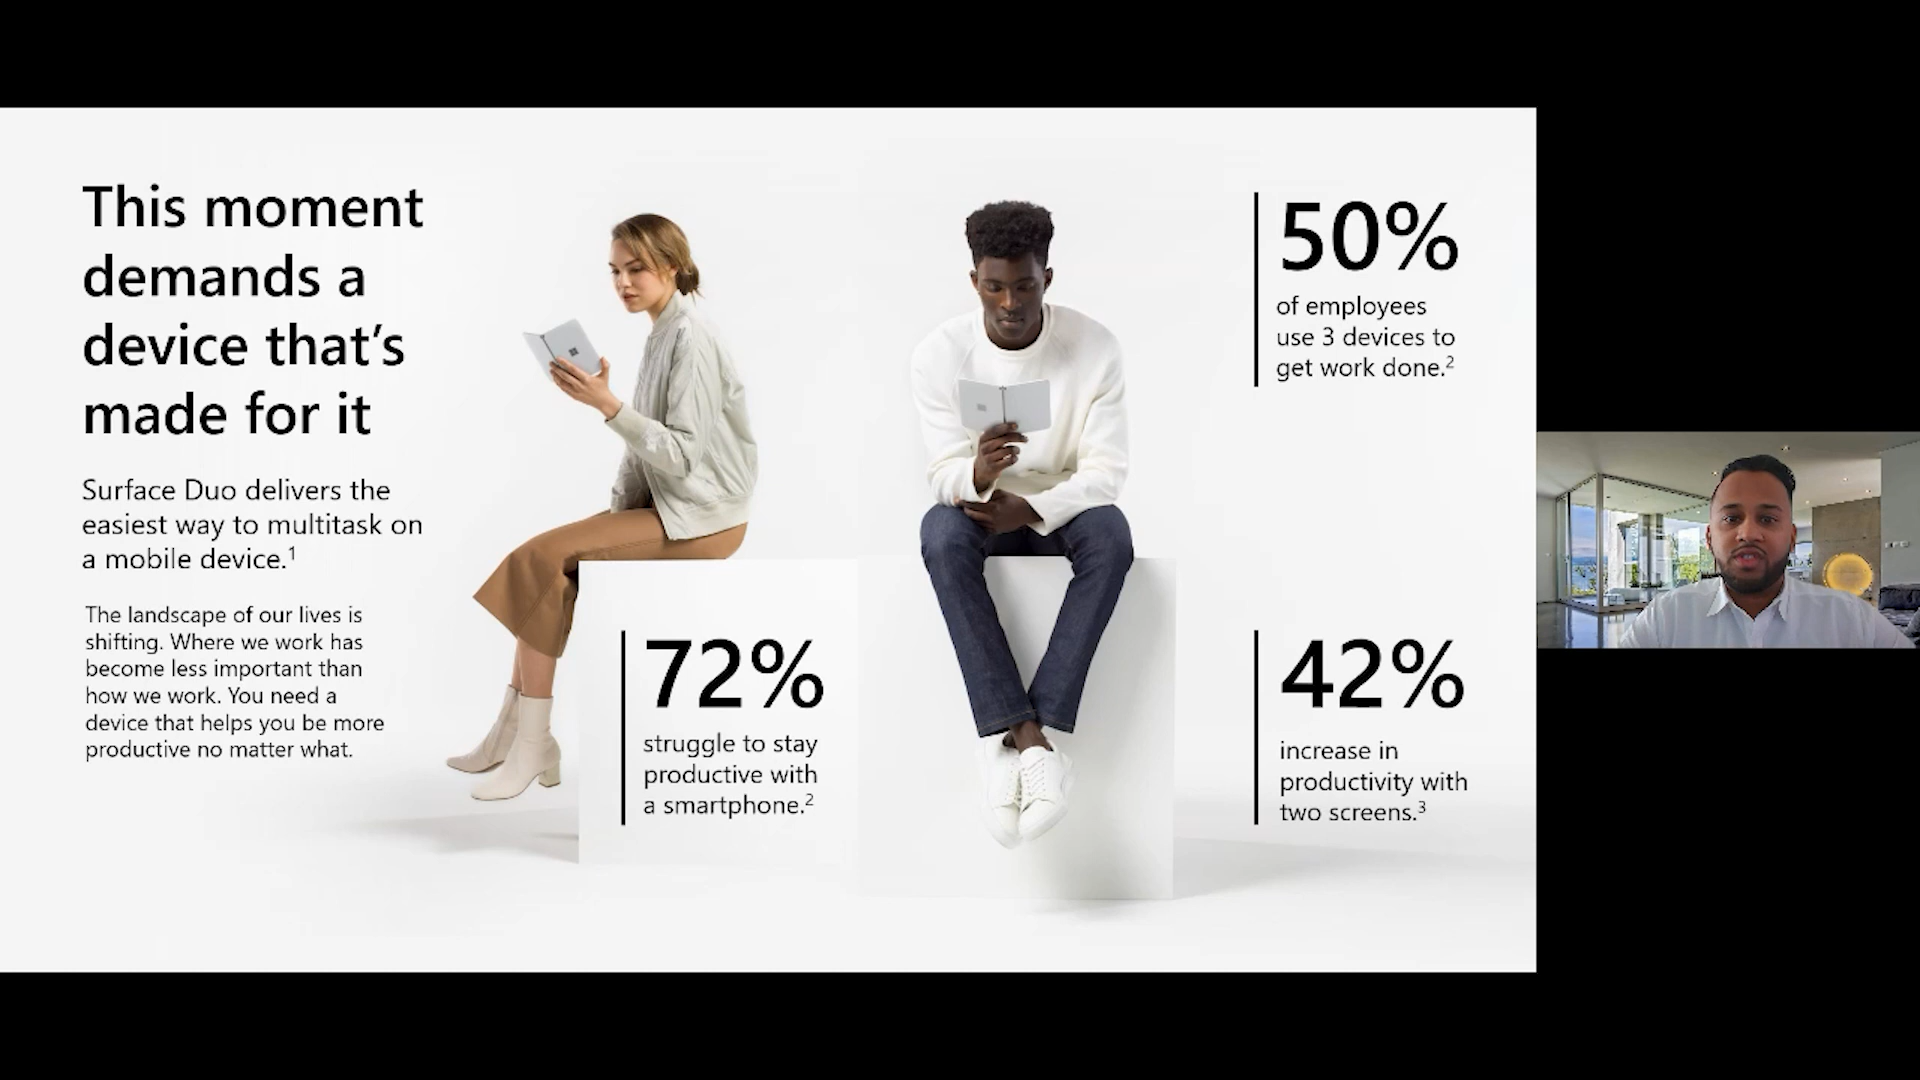 This moment
demands a
device that’s
made for it
Surface Duo delivers the
easiest way to multitask on
a mobile device.¹
The landscape of our lives is
shifting. Where we work has
become less important than
how we work. You need a
device that helps you be more
productive no matter what.
72%
struggle to stay
productive with
a smartphone.²
50%
of employees
use 3 devices to
get work done.²
42%
increase in
productivity with
two screens.³